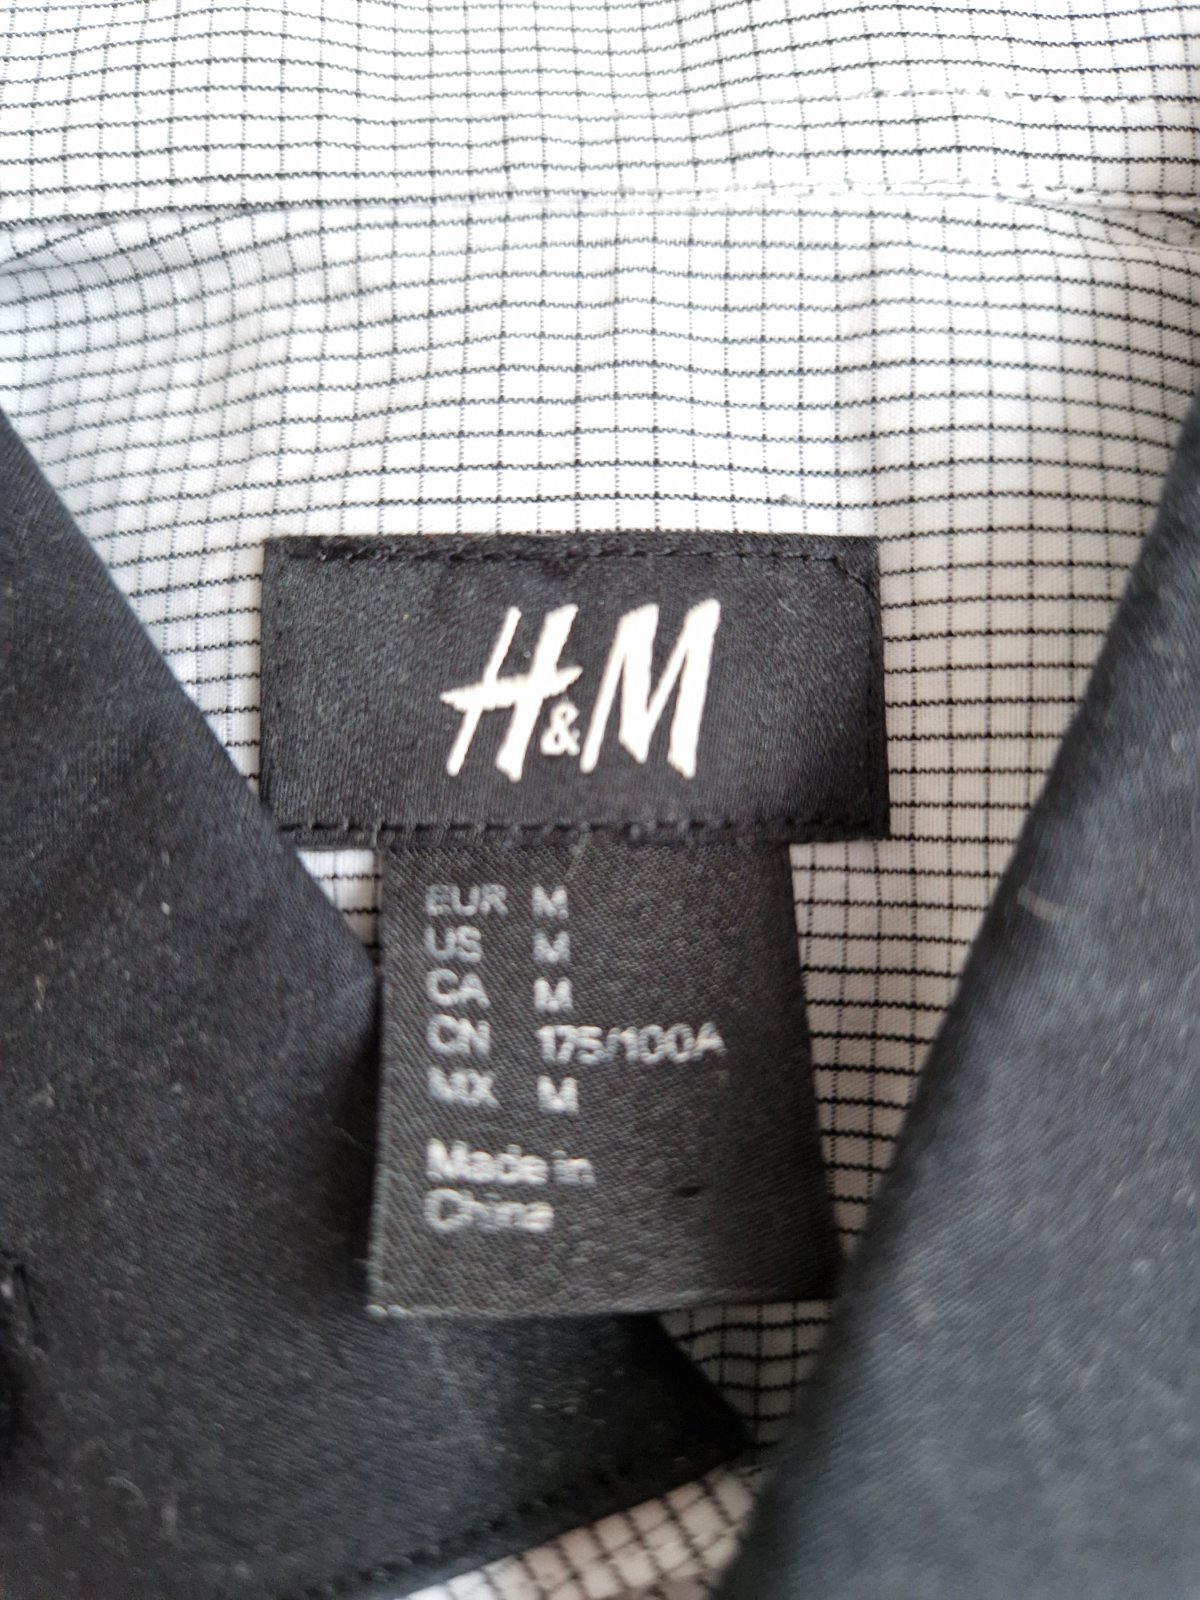 H&M
EUR M
US M
CA M
CN 175/100A
MX M
Made in
China